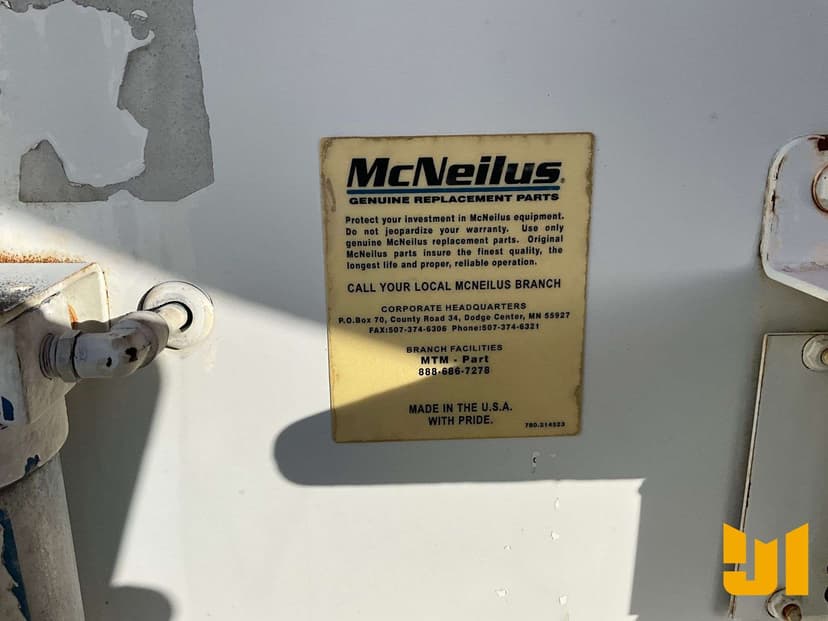 McNeilus®
GENUINE REPLACEMENT PARTS
Protect your investment in McNeilus equipment.
Do not jeopardize your warranty. Use only
genuine McNeilus replacement parts. Original
McNeilus parts insure the finest quality, the
longest life and proper, reliable operation.
CALL YOUR LOCAL MCNEILUS BRANCH
CORPORATE HEADQUARTERS
P.O.Box 70, County Road 34, Dodge Center, MN 55927
FAX:507-374-6306 Phone:507-374-6321
BRANCH FACILITIES
MTM - Part
888-686-7278
MADE IN THE U.S.A.
WITH PRIDE.
780.214523